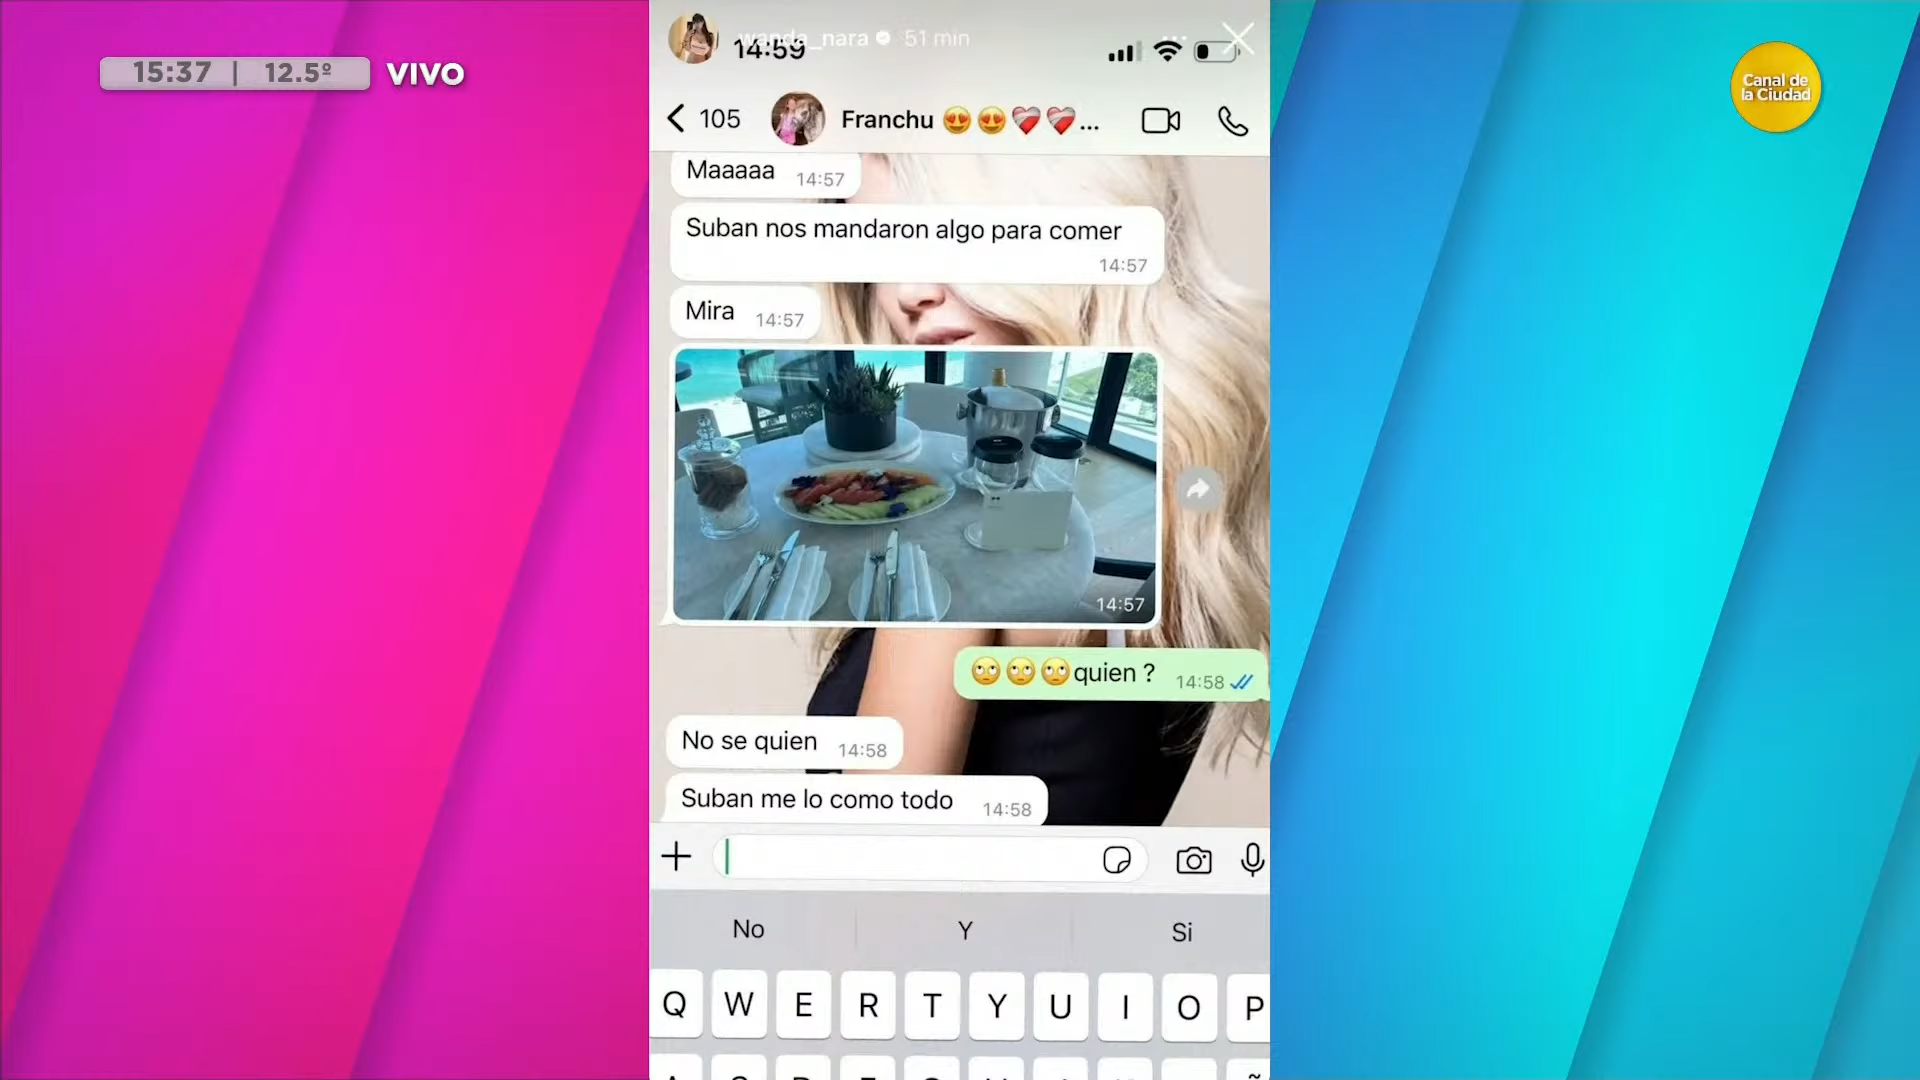 15:37 | 12.5º VIVO
Canal de
la Ciudad
wanda_nara 51 min
14:59
105 Franchu 😍😍❤️‍🩹❤️‍🩹...
Maaaaa 14:57
Suban nos mandaron algo para comer
14:57
Mira 14:57
14:57
🙄🙄🙄quien ? 14:58
No se quien 14:58
Suban me lo como todo 14:58
No Y Si
Q W E R T Y U I O P